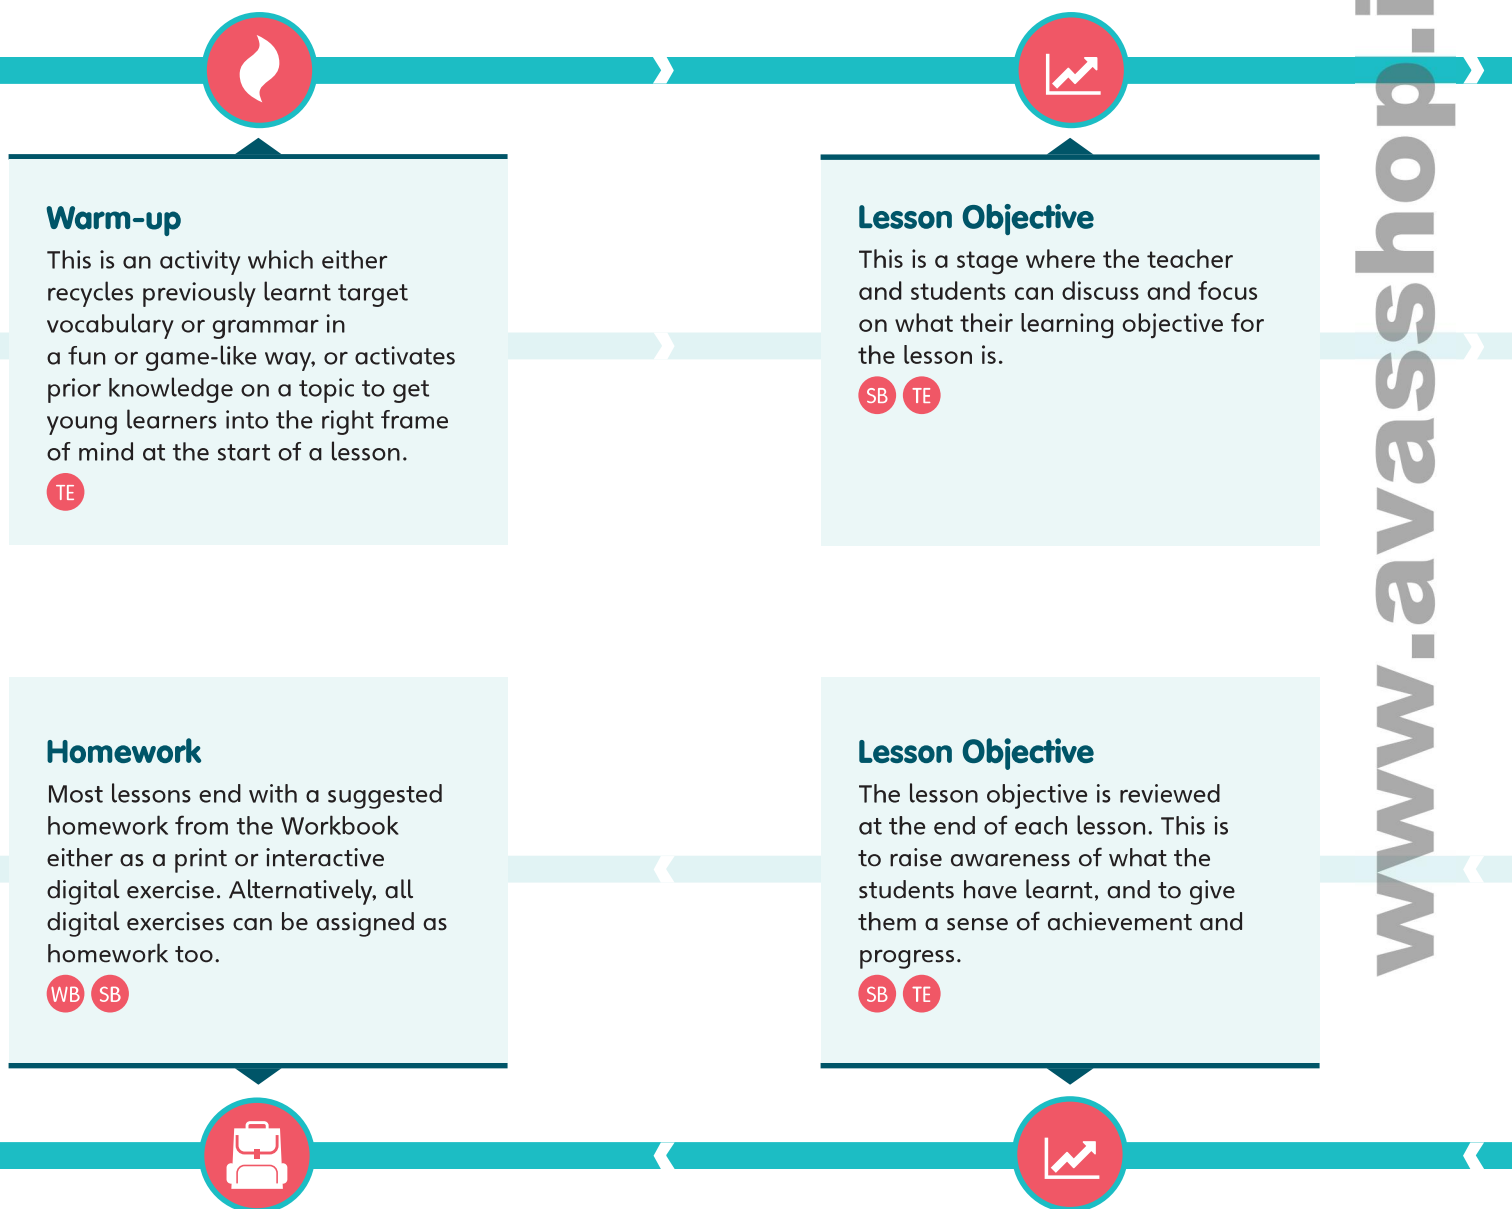 Warm-up
This is an activity which either
recycles previously learnt target
vocabulary or grammar in
a fun or game-like way, or activates
prior knowledge on a topic to get
young learners into the right frame
of mind at the start of a lesson.
TE
Lesson Objective
This is a stage where the teacher
and students can discuss and focus
on what their learning objective for
the lesson is.
SB TE
Homework
Most lessons end with a suggested
homework from the Workbook
either as a print or interactive
digital exercise. Alternatively, all
digital exercises can be assigned as
homework too.
WB SB
Lesson Objective
The lesson objective is reviewed
at the end of each lesson. This is
to raise awareness of what the
students have learnt, and to give
them a sense of achievement and
progress.
SB TE
www.avasshop.i